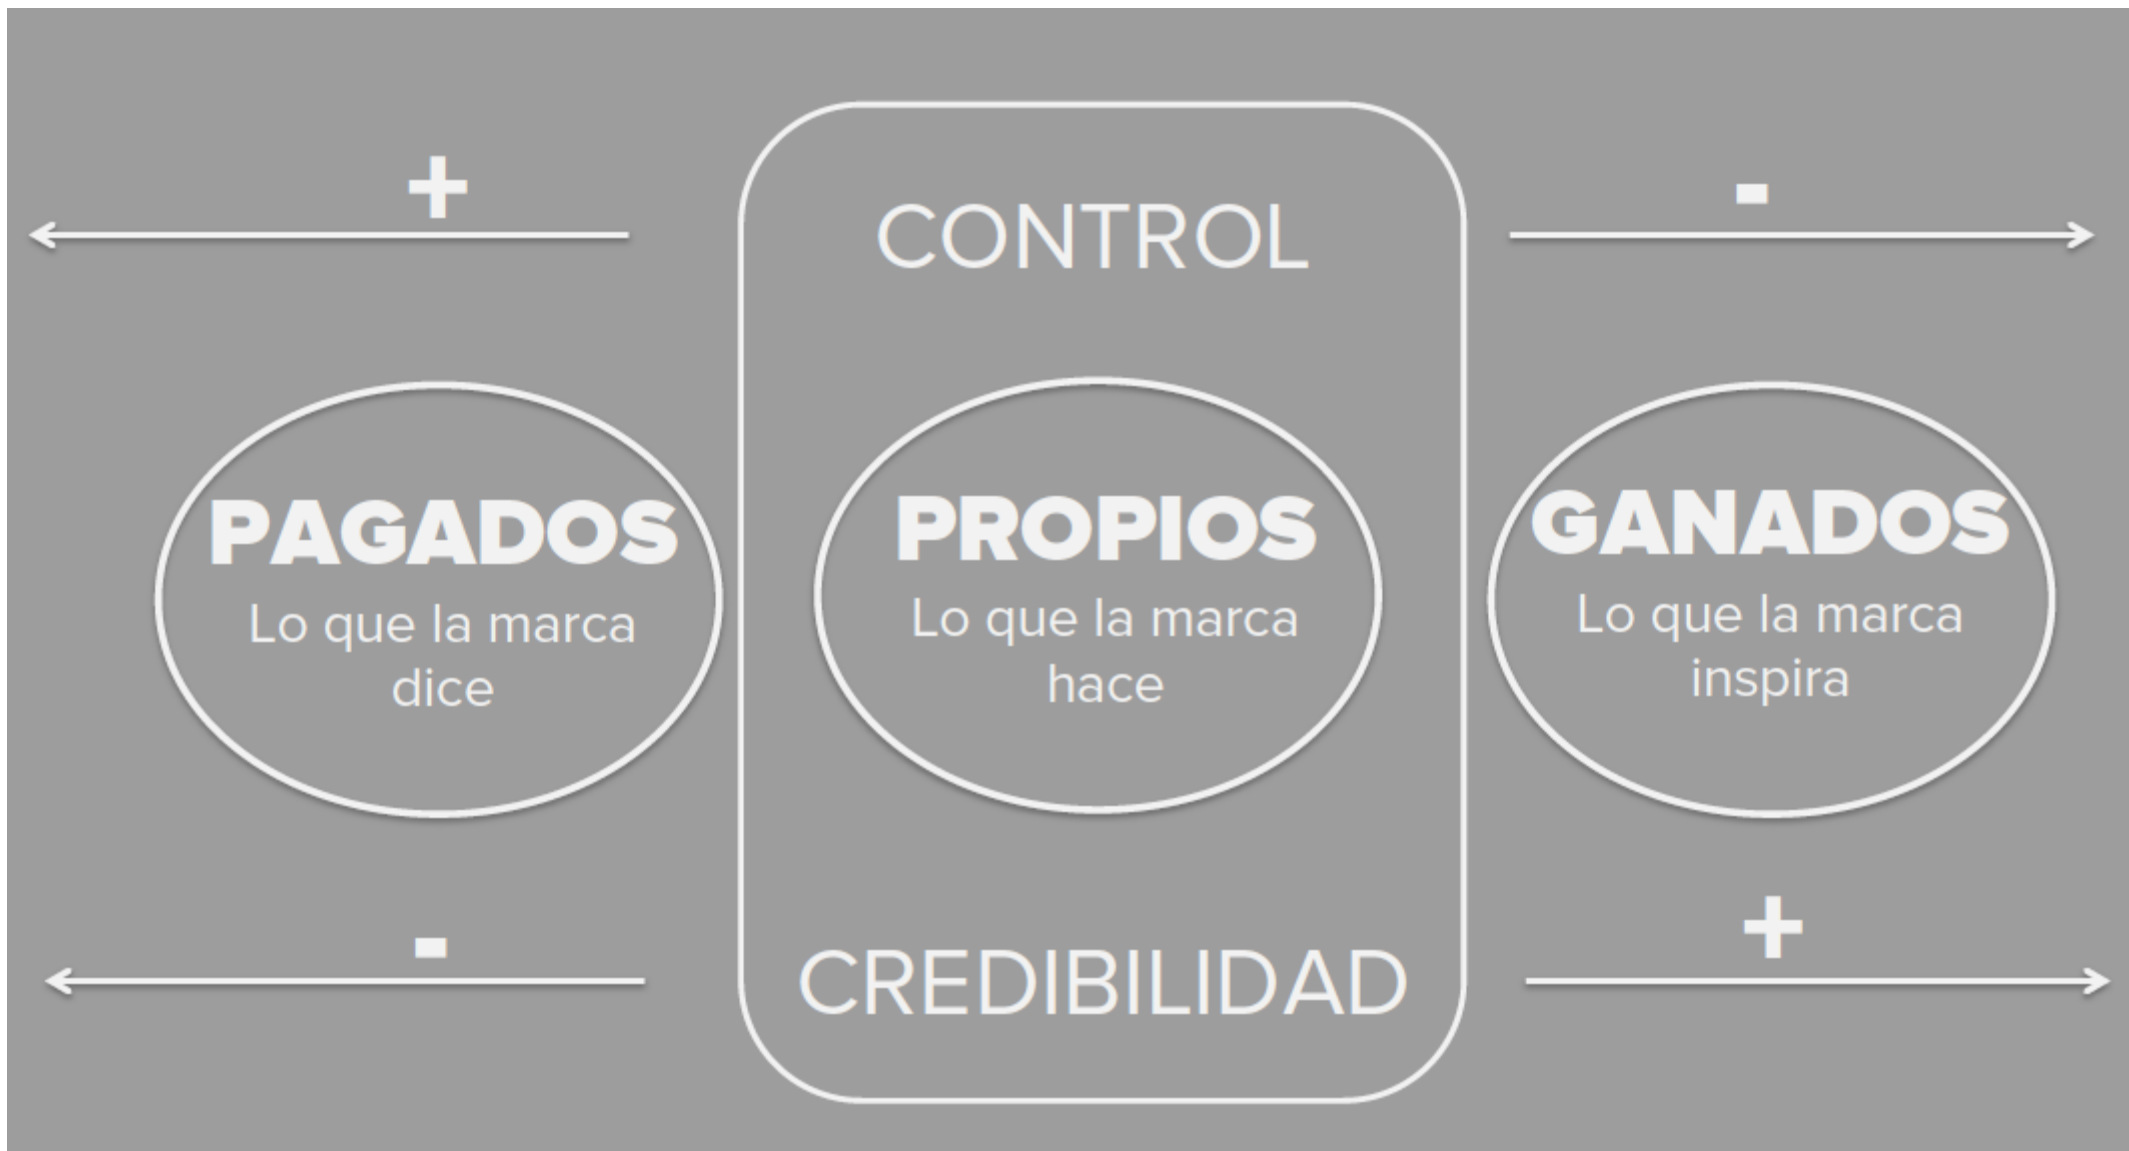 +
-
CONTROL
PAGADOS
Lo que la marca
dice
PROPIOS
Lo que la marca
hace
GANADOS
Lo que la marca
inspira
-
+
CREDIBILIDAD